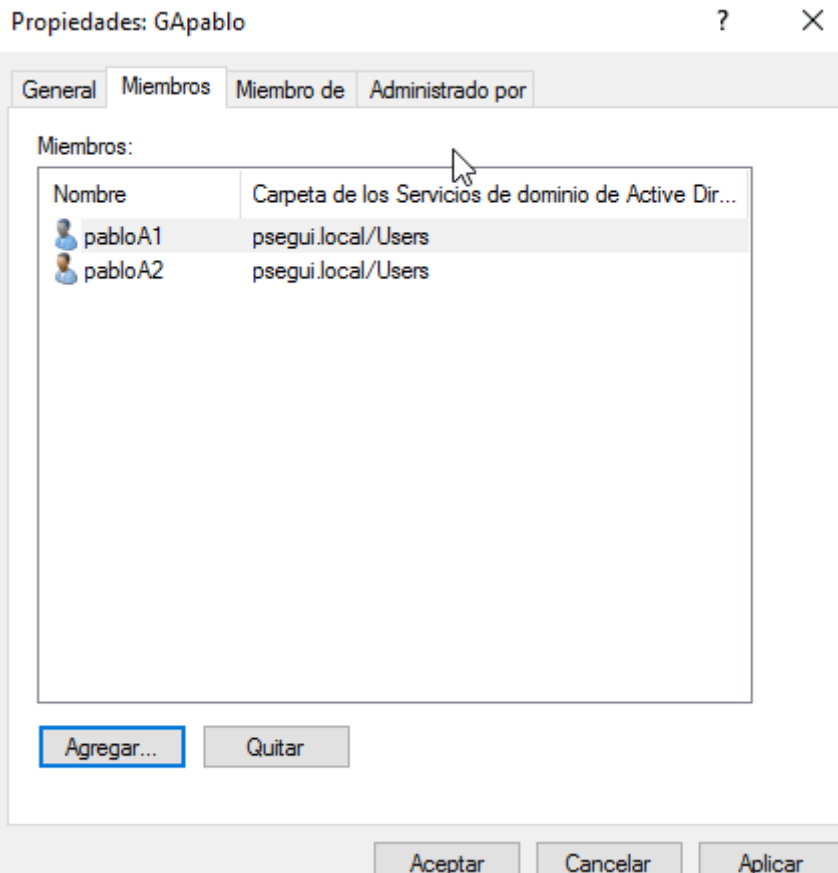 Propiedades: GApablo ?
General Miembros Miembro de Administrado por
Miembros:
Nombre Carpeta de los Servicios de dominio de Active Dir...
pabloA1 psegui.local/Users
pabloA2 psegui.local/Users
Agregar... Quitar
Aceptar Cancelar Aplicar